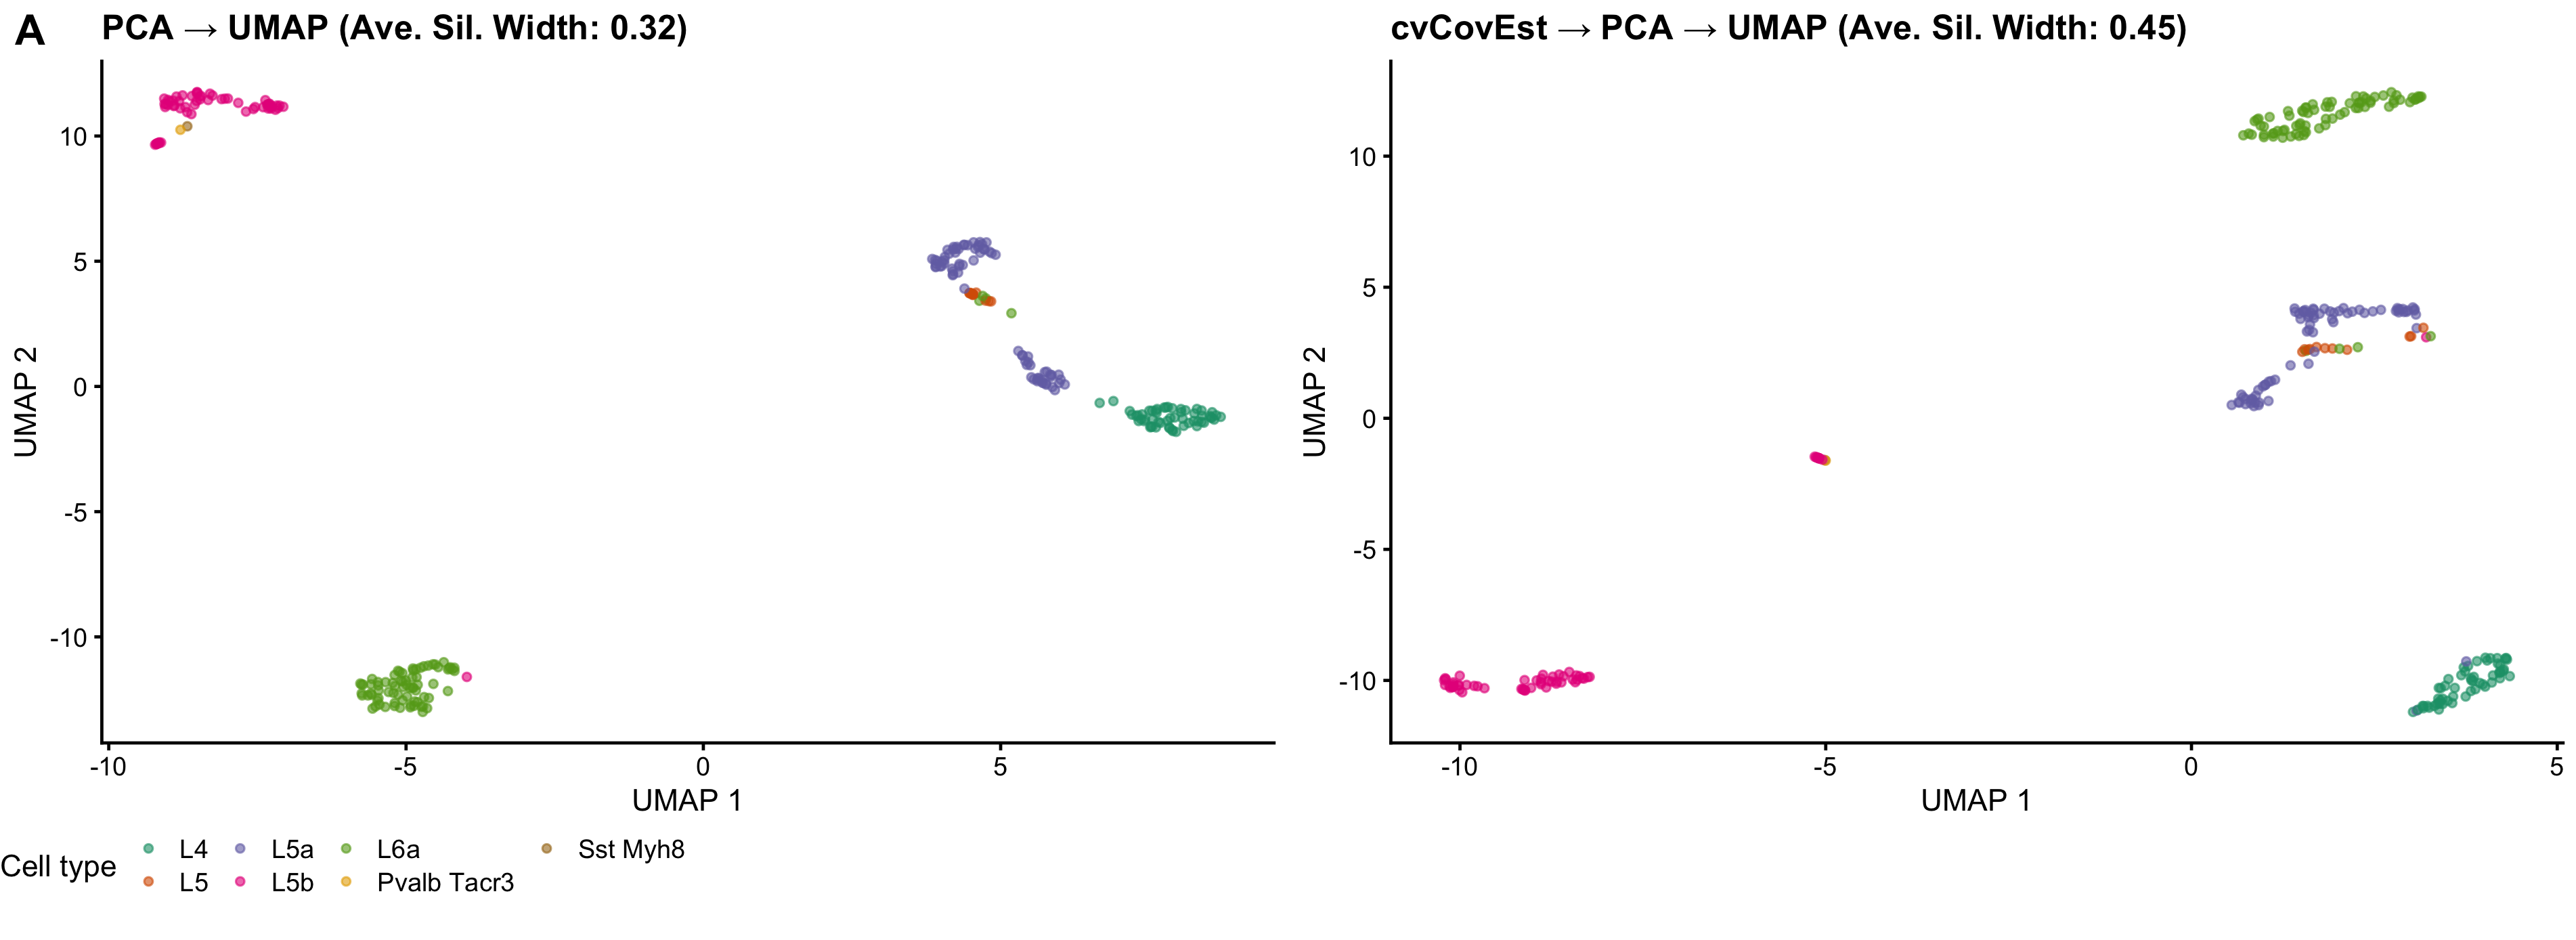 A
PCA → UMAP (Ave. Sil. Width: 0.32)
UMAP 2
10
5
0
-5
-10
-10 -5 0 5
UMAP 1
cvCovEst → PCA → UMAP (Ave. Sil. Width: 0.45)
UMAP 2
10
5
0
-5
-10
-10 -5 0 5
UMAP 1
Cell type
L4 L5a L6a Sst Myh8
L5 L5b Pvalb Tacr3